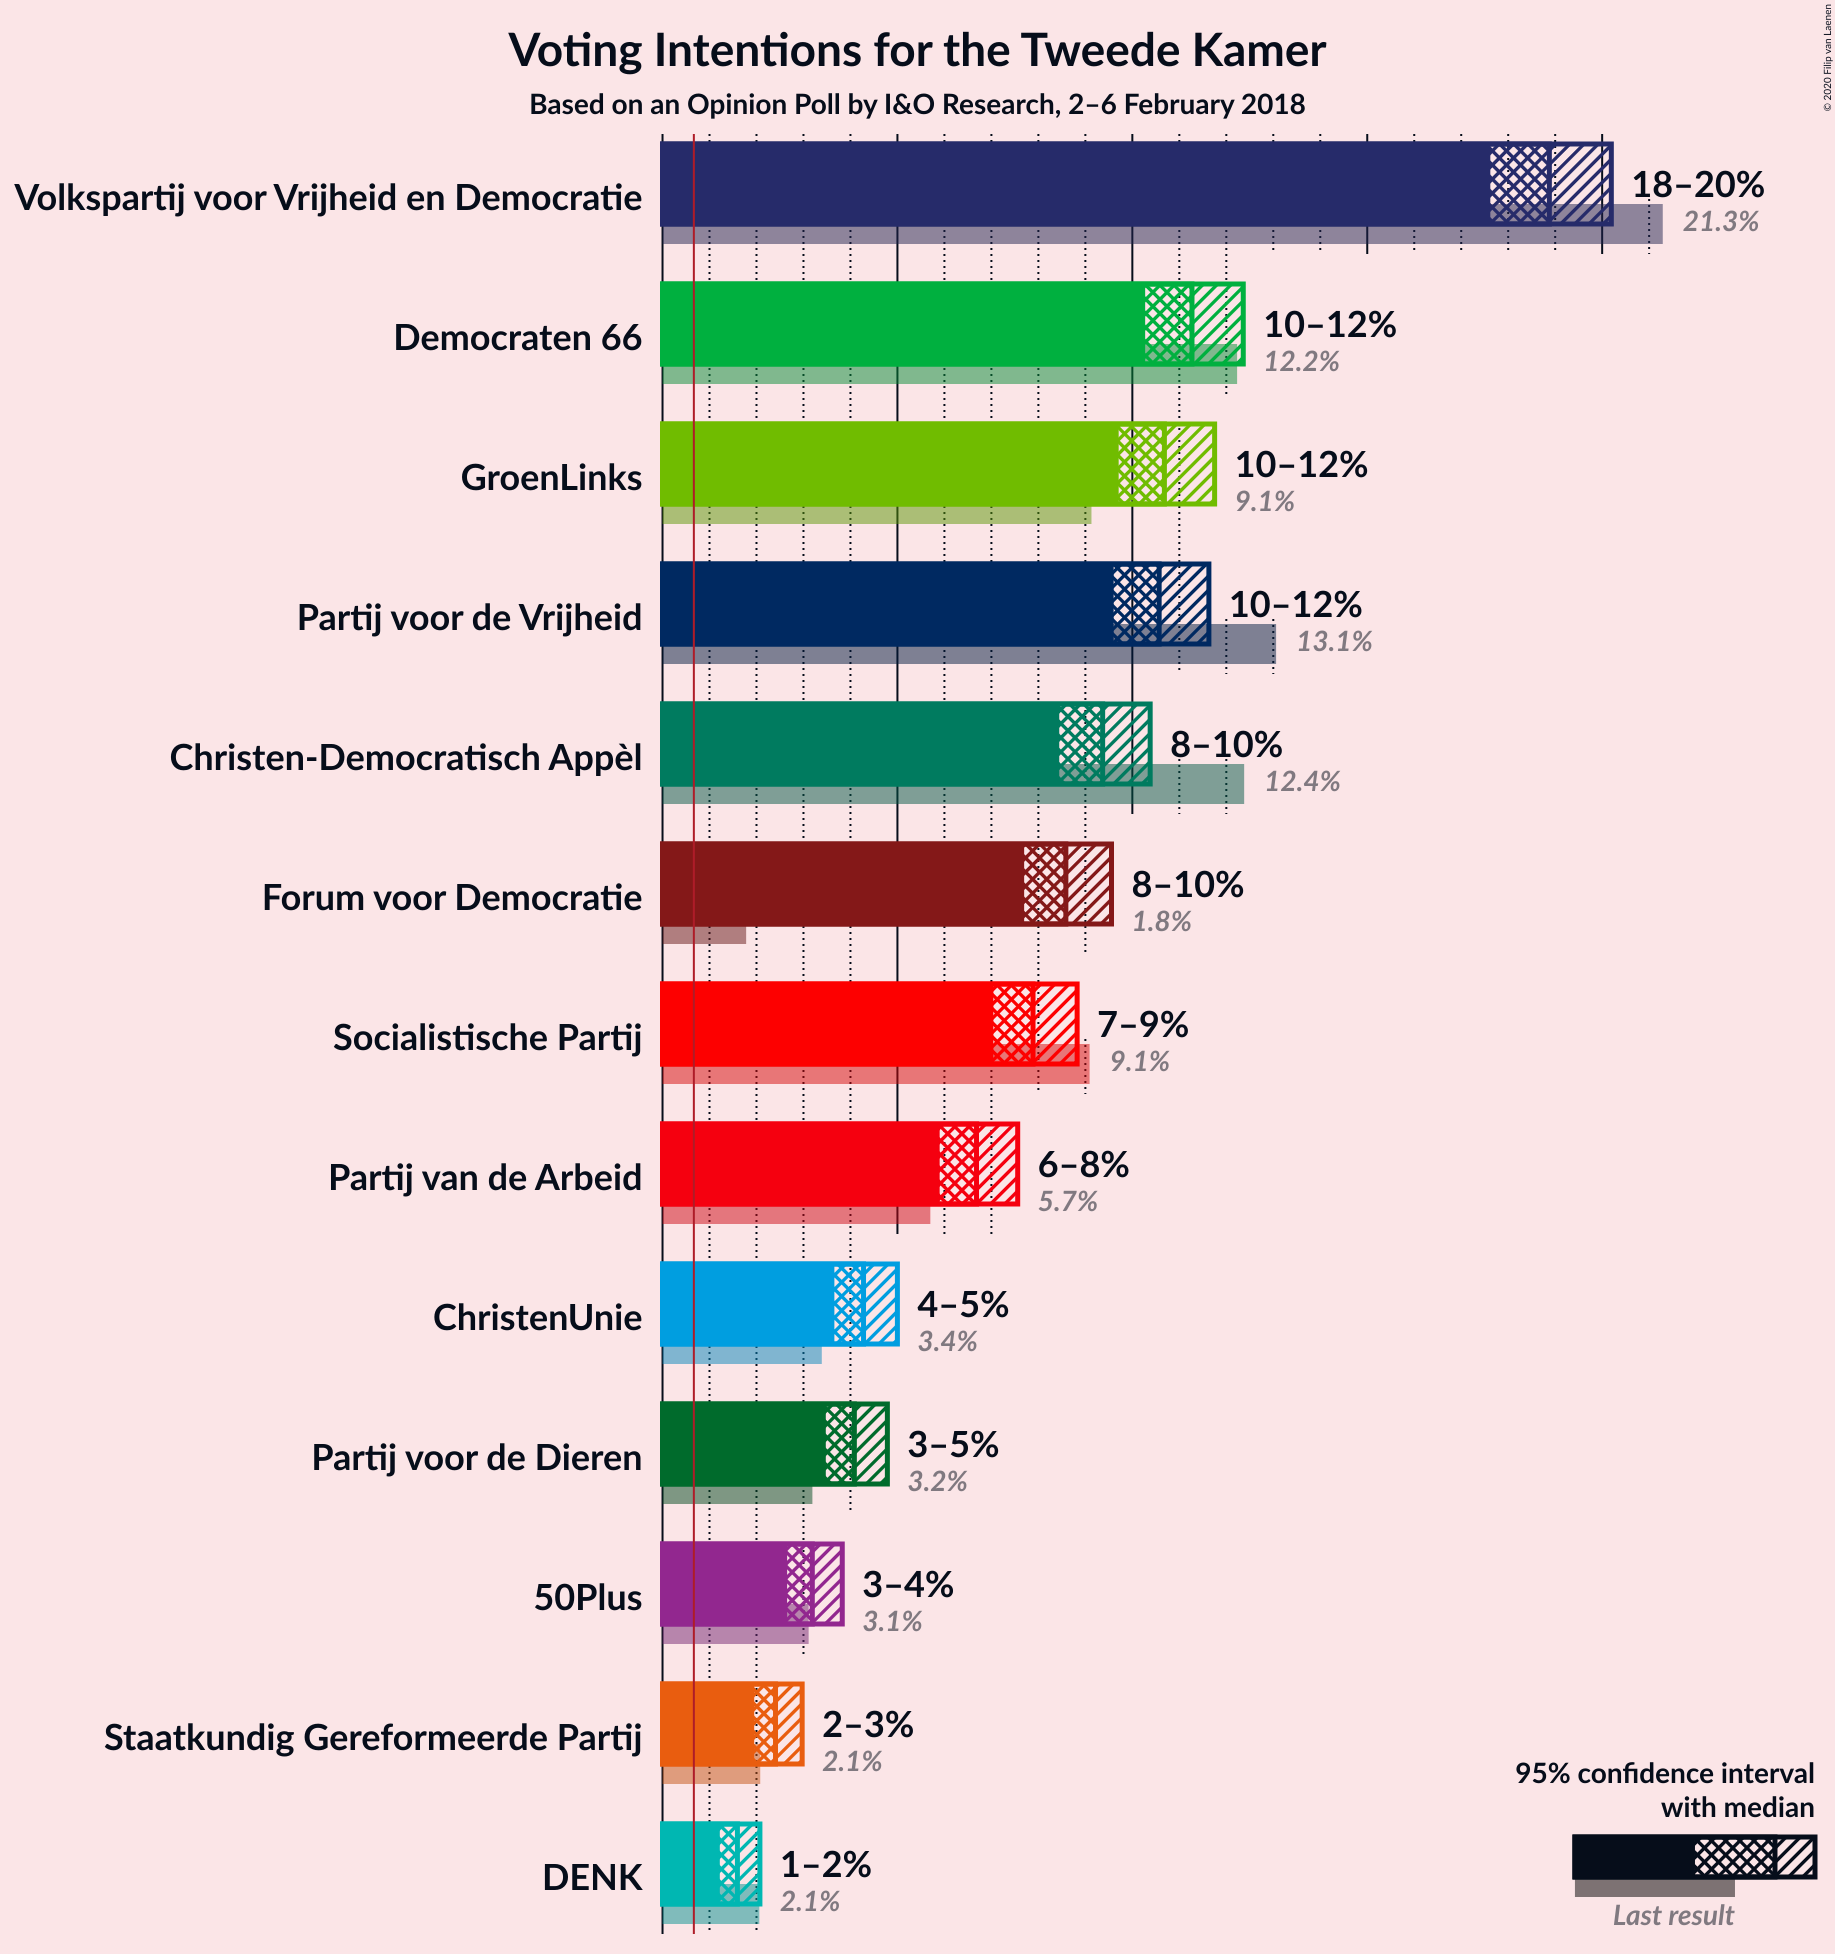 Voting Intentions for the Tweede Kamer
Based on an Opinion Poll by I&O Research, 2–6 February 2018
© 2020 Filip van Laenen
Volkspartij voor Vrijheid en Democratie
18–20%
21.3%
Democraten 66
10–12%
12.2%
GroenLinks
10–12%
9.1%
Partij voor de Vrijheid
10–12%
13.1%
Christen-Democratisch Appèl
8–10%
12.4%
Forum voor Democratie
8–10%
1.8%
Socialistische Partij
7–9%
9.1%
Partij van de Arbeid
6–8%
5.7%
ChristenUnie
4–5%
3.4%
Partij voor de Dieren
3–5%
3.2%
50Plus
3–4%
3.1%
Staatkundig Gereformeerde Partij
2–3%
2.1%
DENK
1–2%
2.1%
95% confidence interval
with median
Last result